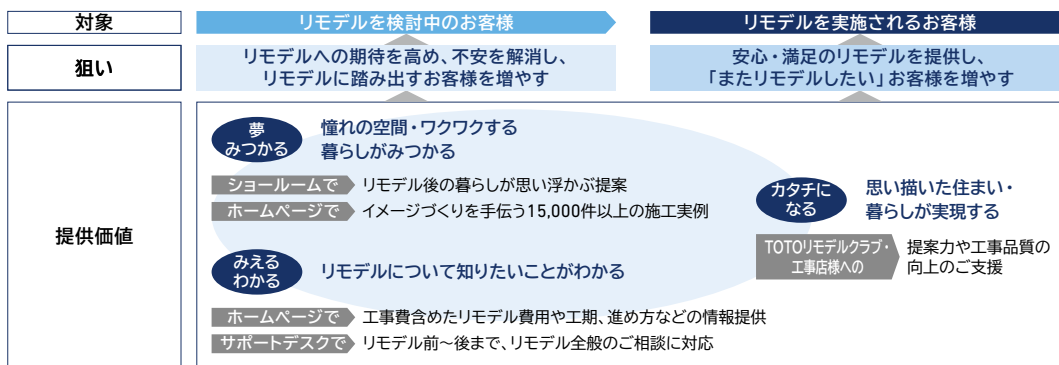 対象
リモデルを検討中のお客様
リモデルを実施されるお客様
狙い
リモデルへの期待を高め、不安を解消し、
リモデルに踏み出すお客様を増やす
安心・満足のリモデルを提供し、
「またリモデルしたい」お客様を増やす
提供価値
夢
みつかる
憧れの空間・ワクワクする
暮らしがみつかる
ショールームで
リモデル後の暮らしが思い浮かぶ提案
ホームページで
イメージづくりを手伝う15,000件以上の施工実例
みえる
わかる
リモデルについて知りたいことがわかる
ホームページで
工事費含めたリモデル費用や工期、進め方などの情報提供
サポートデスクで
リモデル前～後まで、リモデル全般のご相談に対応
カタチに
なる
思い描いた住まい・
暮らしが実現する
TOTOリモデルクラブ・
工事店様への
提案力や工事品質の
向上のご支援